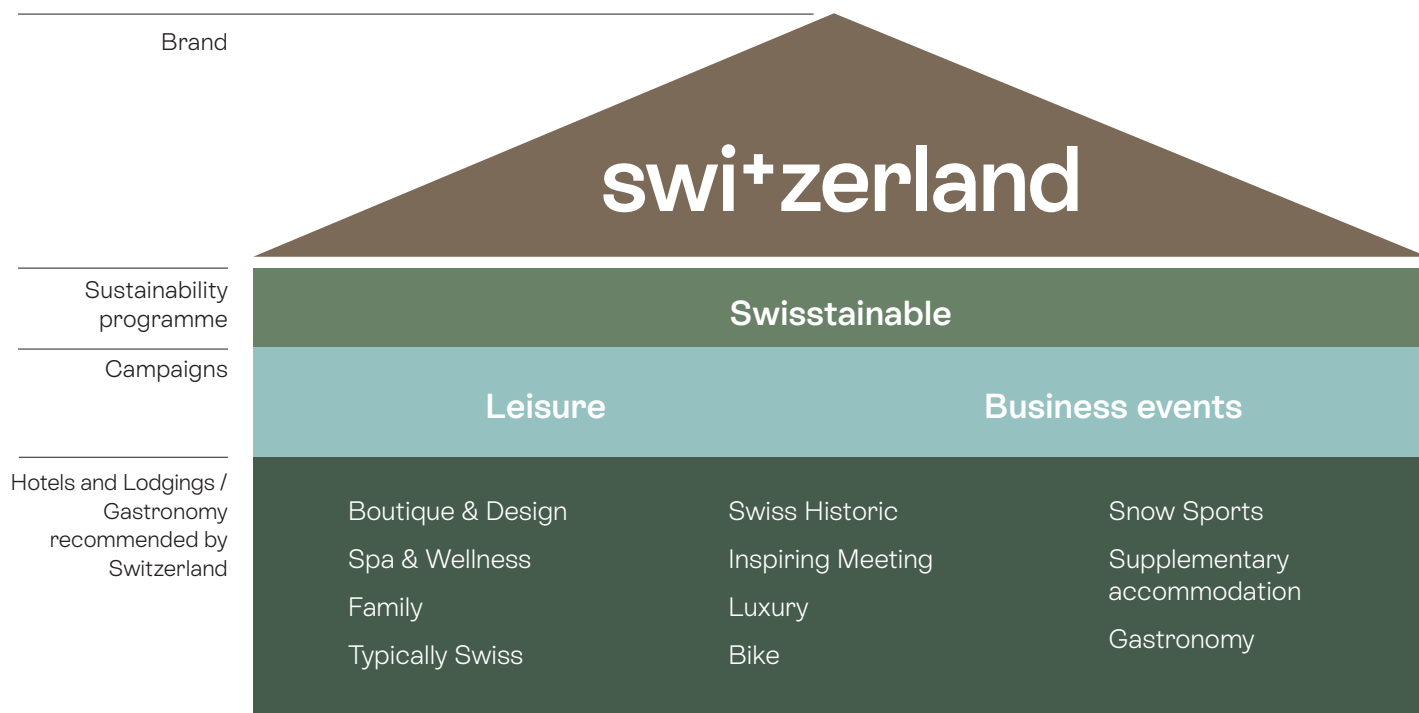 Brand
swi+zerland
Sustainability
programme
Swisstainable
Campaigns
Leisure
Business events
Hotels and Lodgings /
Gastronomy
recommended by
Switzerland
Boutique & Design
Spa & Wellness
Family
Typically Swiss
Swiss Historic
Inspiring Meeting
Luxury
Bike
Snow Sports
Supplementary
accommodation
Gastronomy